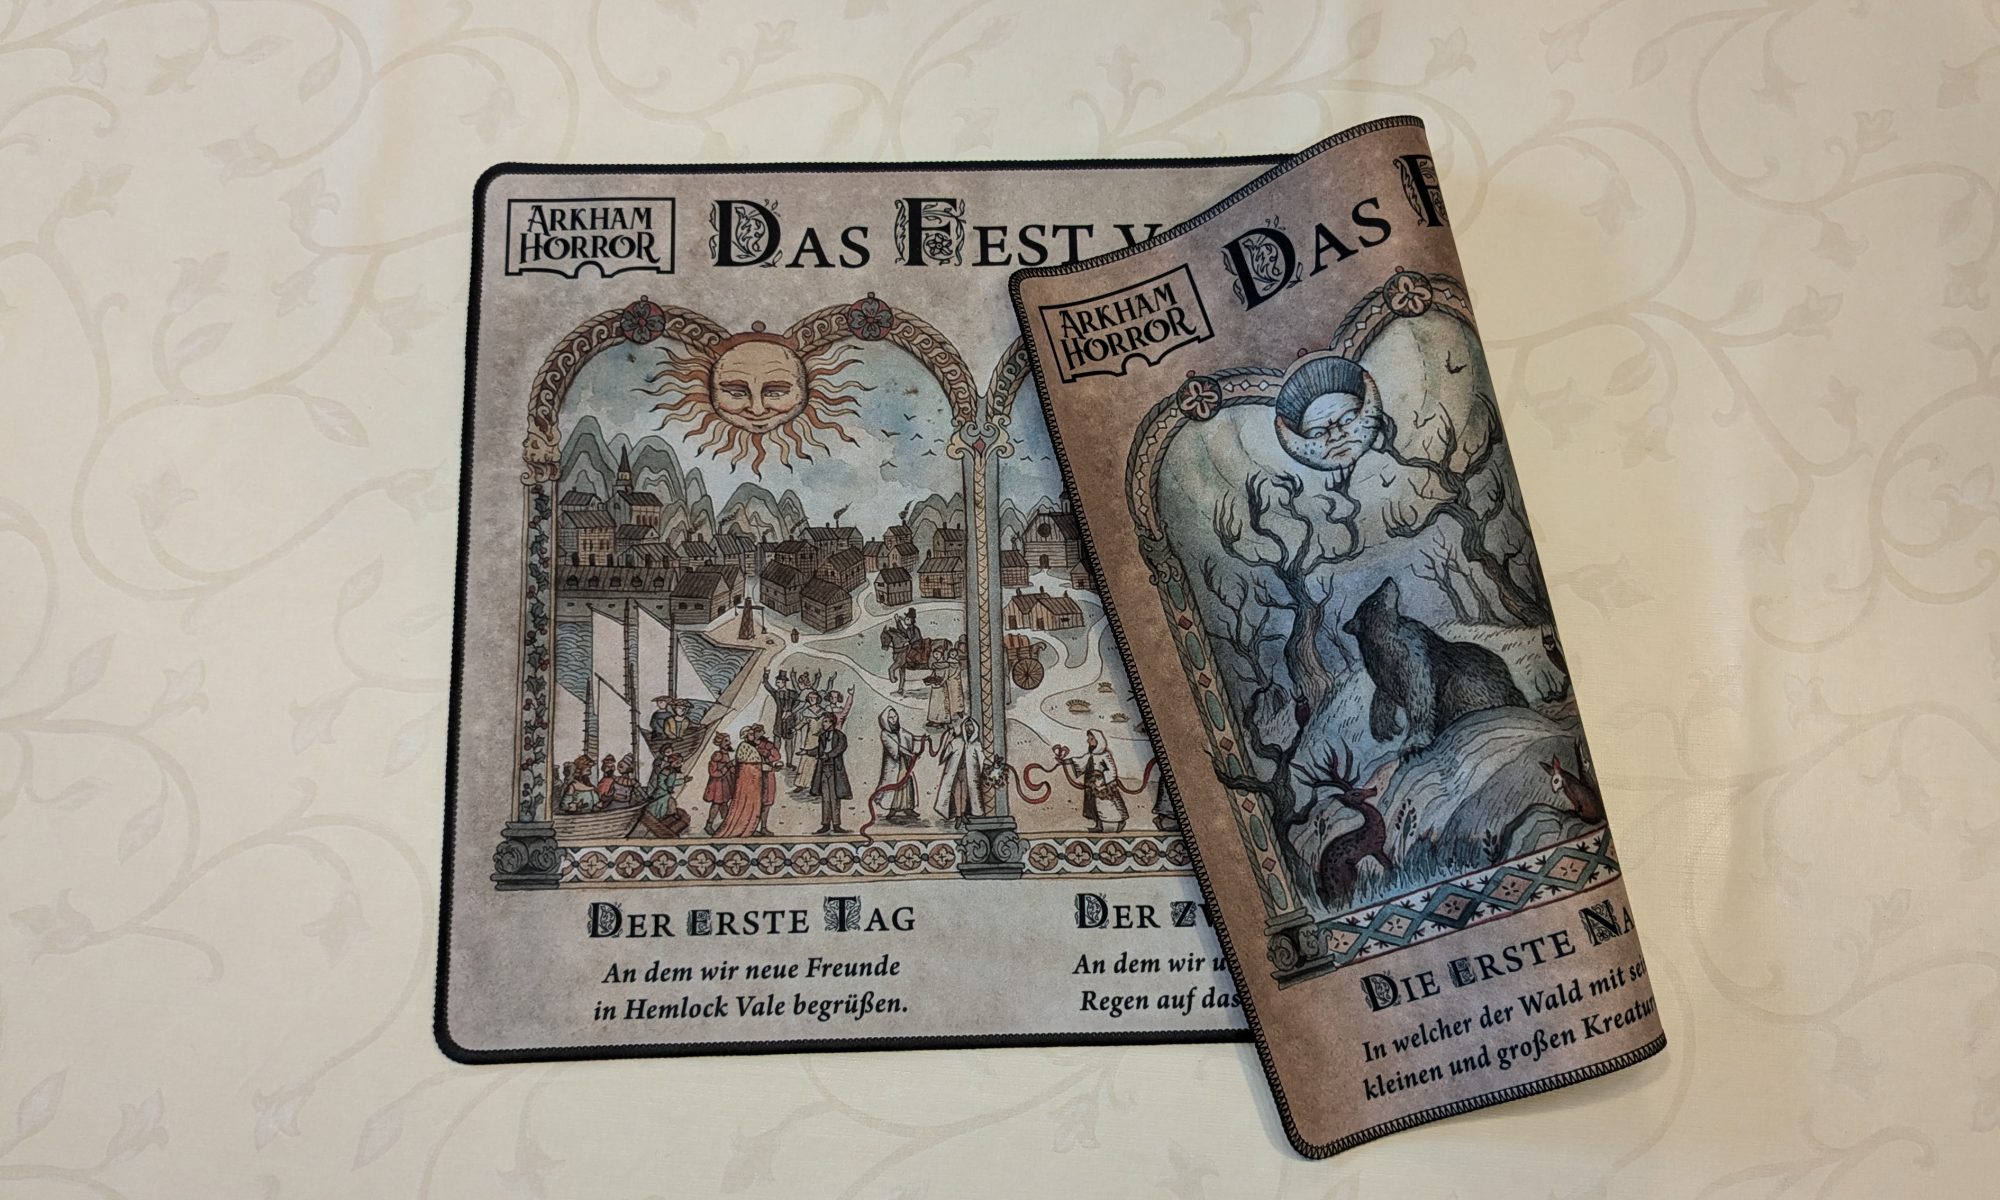 ARKHAM
HORROR
DAS FEST
DER ERSTE TAG
An dem wir neue Freunde
in Hemlock Vale begrüßen.
DER
An dem wir
Regen auf das
ARKHAM
HORROR
DAS
DIE ERSTE
In welcher der Wald mit
kleinen und großen